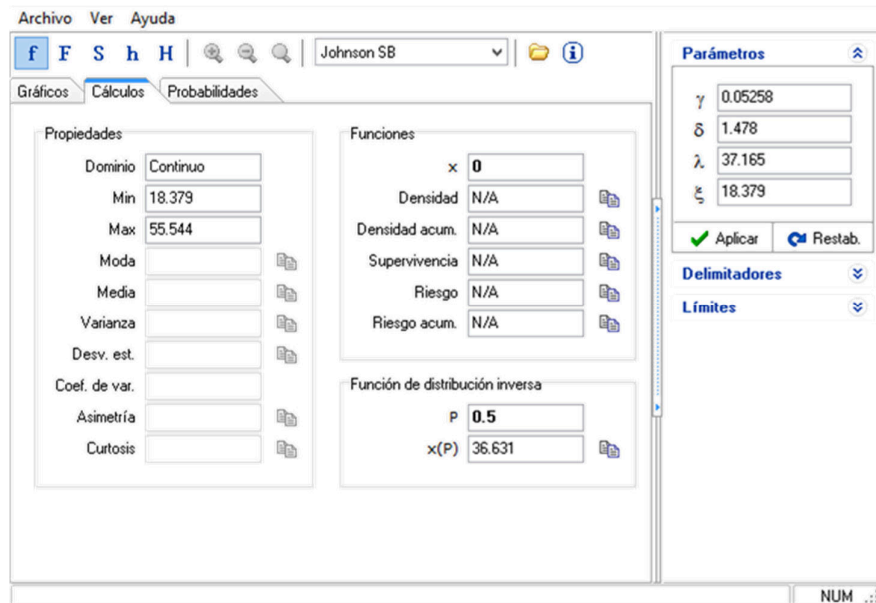 Archivo Ver Ayuda
f F S h H Johnson SB
Gráficos Cálculos Probabilidades
Propiedades
Dominio Continuo
Min 18.379
Max 55.544
Moda
Media
Varianza
Desv. est.
Coef. de var.
Asimetría
Curtosis
Funciones
x 0
Densidad N/A
Densidad acum. N/A
Supervivencia N/A
Riesgo N/A
Riesgo acum. N/A
Función de distribución inversa
P 0.5
x(P) 36.631
Parámetros
γ 0.05258
δ 1.478
λ 37.165
ξ 18.379
Aplicar Restab.
Delimitadores
Límites
NUM